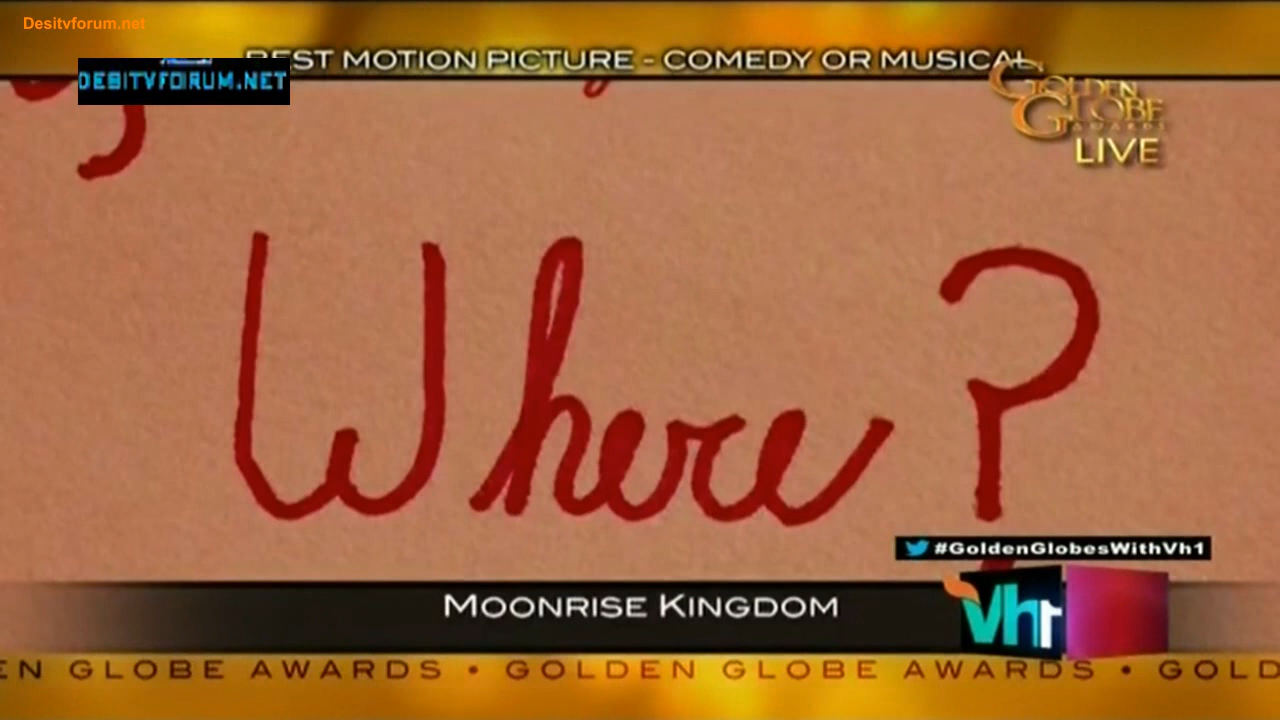 Desitvforum.net
BEST MOTION PICTURE - COMEDY OR MUSICAL
DESITVFORUM.NET
GOLDEN
GLOBE
AWARDS
LIVE
Where?
#GoldenGlobesWithVh1
MOONRISE KINGDOM
Vh1
EN GLOBE AWARDS • GOLDEN GLOBE AWARDS • GOLD